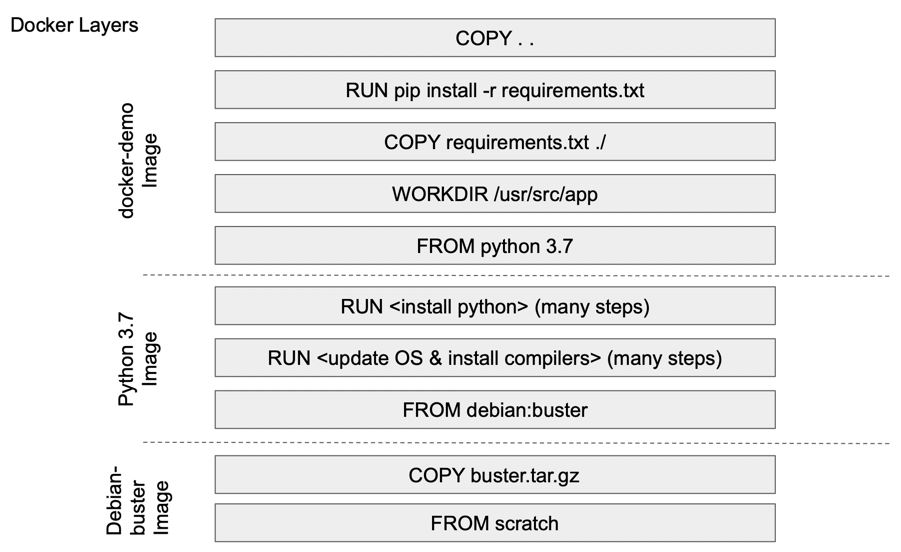 Docker Layers
COPY . .
RUN pip install -r requirements.txt
COPY requirements.txt ./
WORKDIR /usr/src/app
FROM python 3.7
docker-demo
Image
RUN <install python> (many steps)
RUN <update OS & install compilers> (many steps)
FROM debian:buster
Python 3.7
Image
COPY buster.tar.gz
FROM scratch
Debian-
buster
Image